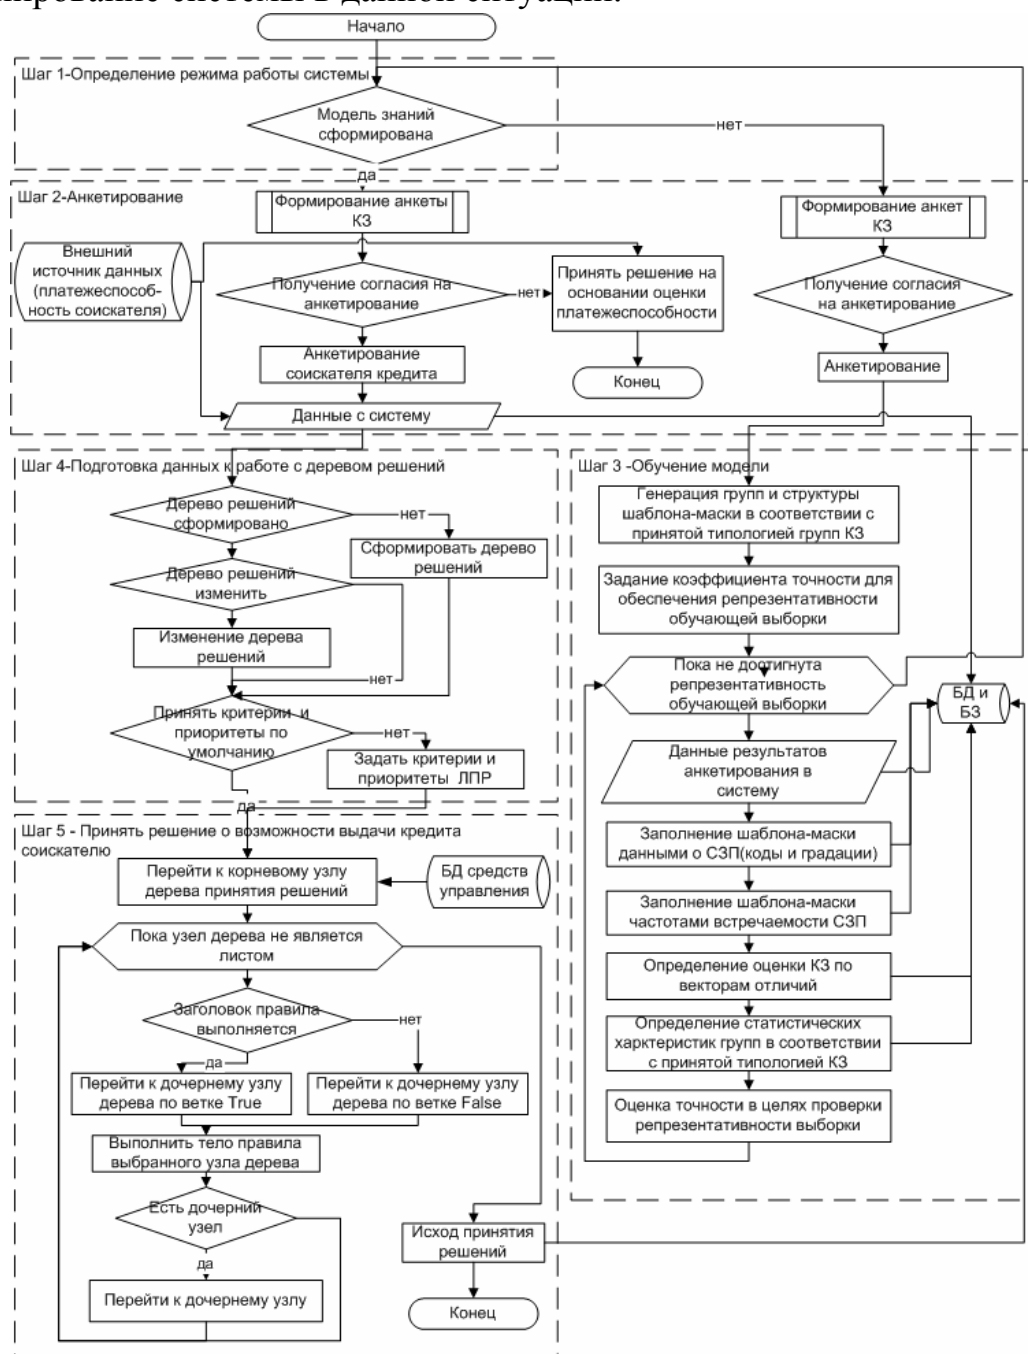 нирование системы в данной ситуации.
Начало
Шаг 1-Определение режима работы системы
Модель знаний
сформирована
нет
да
Шаг 2-Анкетирование
Формирование анкеты
КЗ
Формирование анкет
КЗ
Внешний
источник данных
(платежеспособ-
ность соискателя)
Получение согласия на
анкетирование
нет
Принять решение на
основании оценки
платежеспособности
Получение согласия
на анкетирование
Анкетирование
соискателя кредита
Конец
Анкетирование
Данные с систему
Шаг 4-Подготовка данных к работе с деревом решений
Дерево решений
сформировано
нет
Сформировать дерево
решений
Дерево решений
изменить
Изменение дерева
решений
нет
Принять критерии и
приоритеты по
умолчанию
нет
Задать критерии и
приоритеты ЛПР
да
Шаг 3 -Обучение модели
Генерация групп и структуры
шаблона-маски в соответствии с
принятой типологией групп КЗ
Задание коэффициента точности для
обеспечения репрезентативности
обучающей выборки
Пока не достигнута
репрезентативность
обучающей выборки
БД и
БЗ
Данные результатов
анкетирования в
систему
Заполнение шаблона-маски
данными о СЗП(коды и градации)
Заполнение шаблона-маски
частотами встречаемости СЗП
Определение оценки КЗ по
векторам отличий
Определение статистических
харктеристик групп в соответствии
с принятой типологией КЗ
Оценка точности в целях проверки
репрезентативности выборки
Шаг 5 - Принять решение о возможности выдачи кредита
соискателю
Перейти к корневому узлу
дерева принятия решений
БД средств
управления
Пока узел дерева не является
листом
Заголовок правила
выполняется
нет
да
Перейти к дочернему узлу
дерева по ветке True
Перейти к дочернему узлу
дерева по ветке False
Выполнить тело правила
выбранного узла дерева
Есть дочерний
узел
да
Перейти к дочернему узлу
Исход принятия
решений
Конец